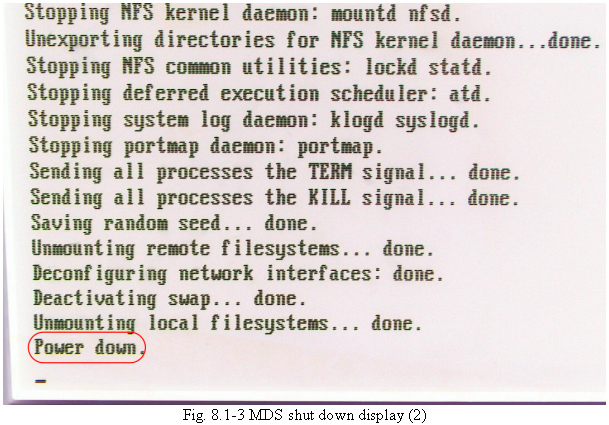 Stopping NFS kernel daemon: mountd nfsd.
Unexporting directories for NFS kernel daemon...done.
Stopping NFS common utilities: lockd statd.
Stopping deferred execution scheduler: atd.
Stopping system log daemon: klogd syslogd.
Stopping portmap daemon: portmap.
Sending all processes the TERM signal... done.
Sending all processes the KILL signal... done.
Saving random seed... done.
Unmounting remote filesystems... done.
Deconfiguring network interfaces: done.
Deactivating swap... done.
Unmounting local filesystems... done.
Power down.
_
Fig. 8.1-3 MDS shut down display (2)